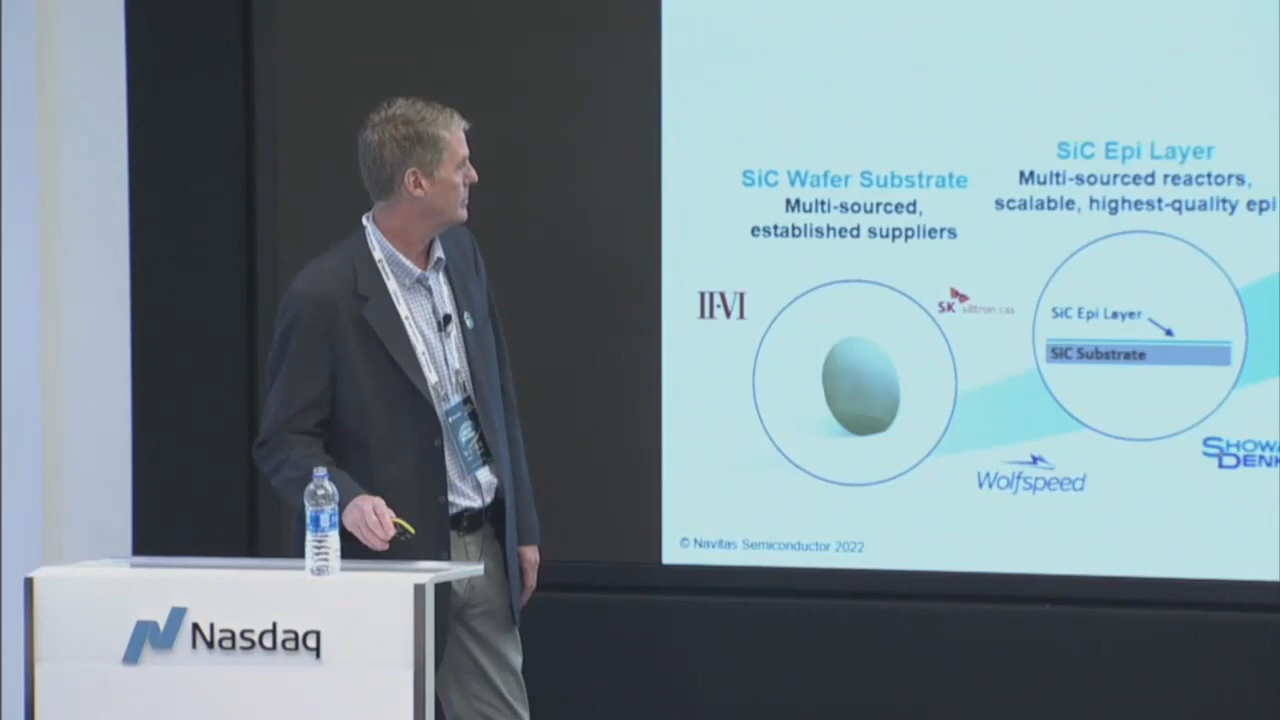 SiC Wafer Substrate
Multi-sourced,
established suppliers
II-VI
SK siltron css
SiC Epi Layer
Multi-sourced reactors,
scalable, highest-quality epi
SiC Epi Layer
SiC Substrate
Wolfspeed
SHOWA
DENK
© Navitas Semiconductor 2022
Nasdaq